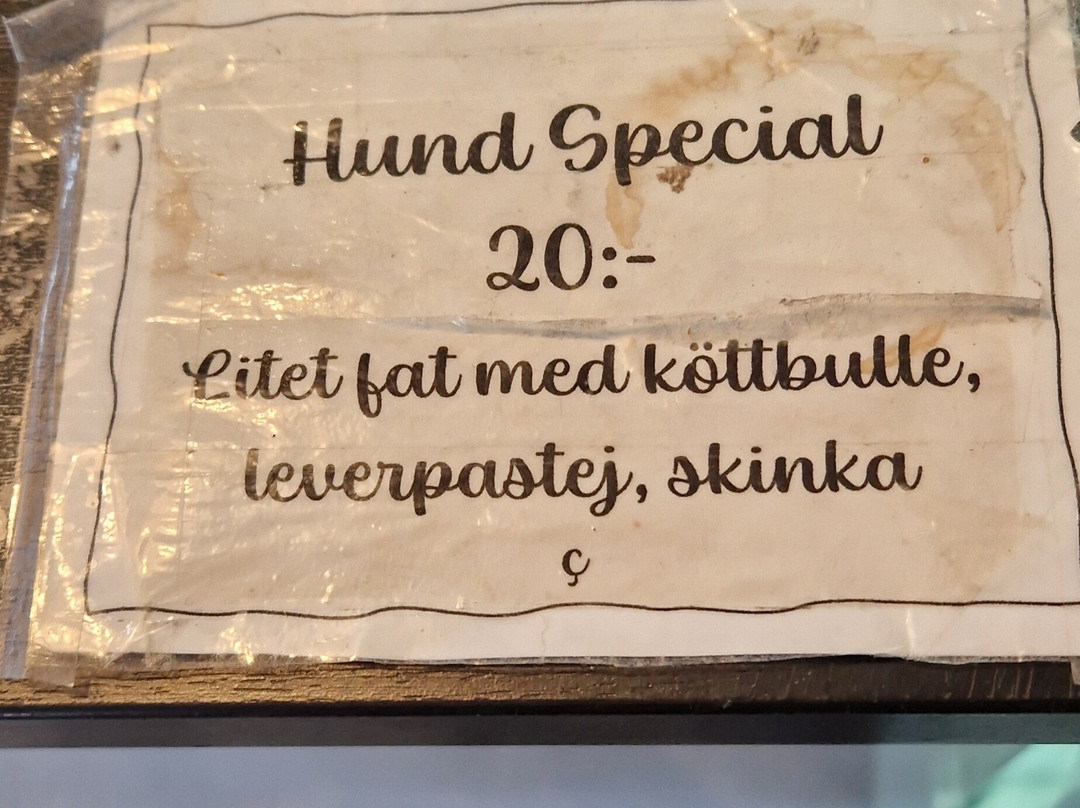 Hund Special
20:-
Litet fat med köttbulle,
leverpastej, skinka
ç